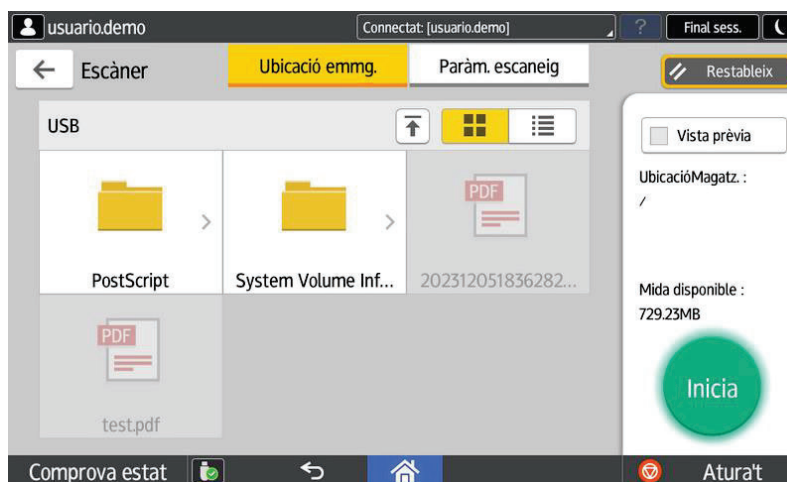 usuario.demo
Connectat: [usuario.demo]
?
Final sess.
Escàner
Ubicació emmg.
Paràm. escaneig
Restableix
USB
Vista prèvia
UbicacióMagatz. :
/
PDF
PostScript
System Volume Inf...
202312051836282...
Mida disponible :
729.23MB
PDF
Inicia
test.pdf
Comprova estat
Atura't